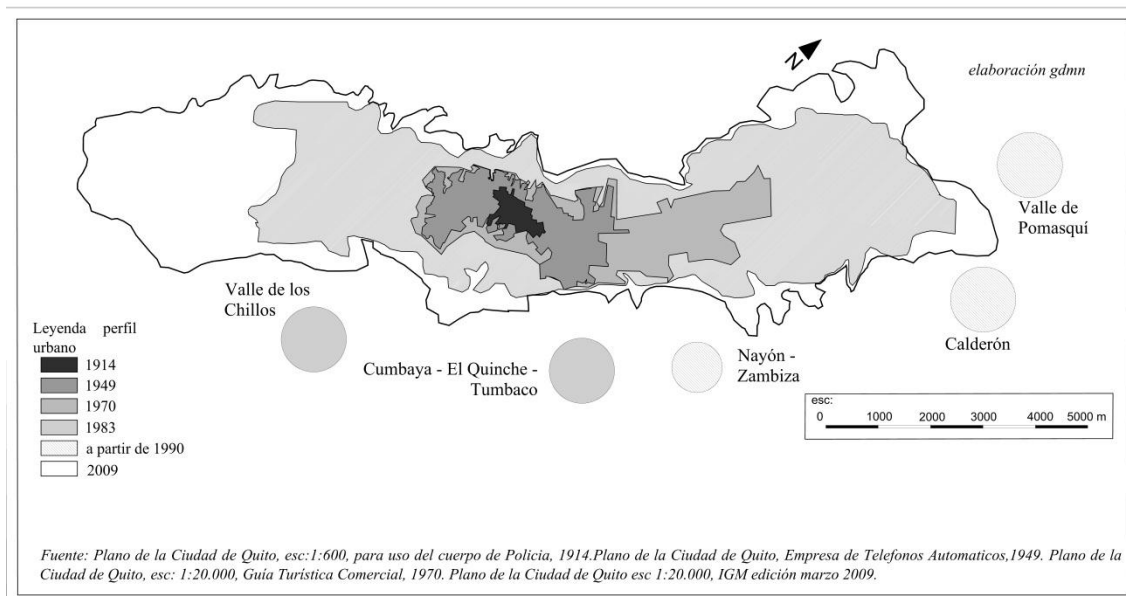 N
elaboración gdmn
Valle de
Pomasquí
Valle de los
Chillos
Calderón
Leyenda perfil
urbano
1914
1949
1970
1983
a partir de 1990
2009
Cumbaya - El Quinche -
Tumbaco
Nayón -
Zambiza
esc:
0 1000 2000 3000 4000 5000 m
Fuente: Plano de la Ciudad de Quito, esc:1:600, para uso del cuerpo de Policia, 1914.Plano de la Ciudad de Quito, Empresa de Telefonos Automaticos,1949. Plano de la
Ciudad de Quito, esc: 1:20.000, Guía Turística Comercial, 1970. Plano de la Ciudad de Quito esc 1:20.000, IGM edición marzo 2009.